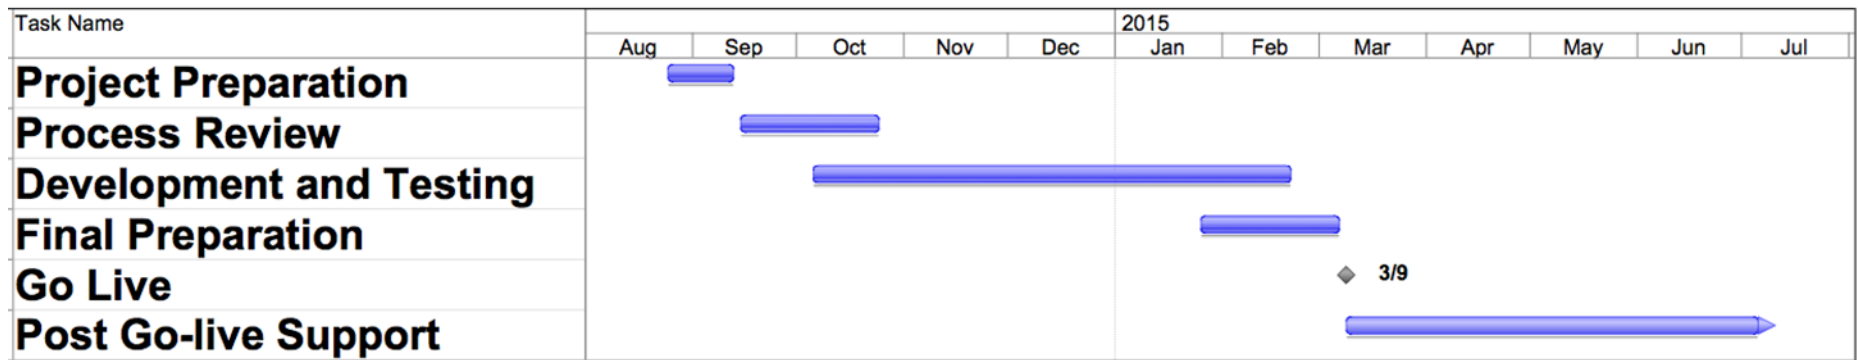 Task Name
2015
Aug Sep Oct Nov Dec Jan Feb Mar Apr May Jun Jul
Project Preparation
Process Review
Development and Testing
Final Preparation
Go Live 3/9
Post Go-live Support